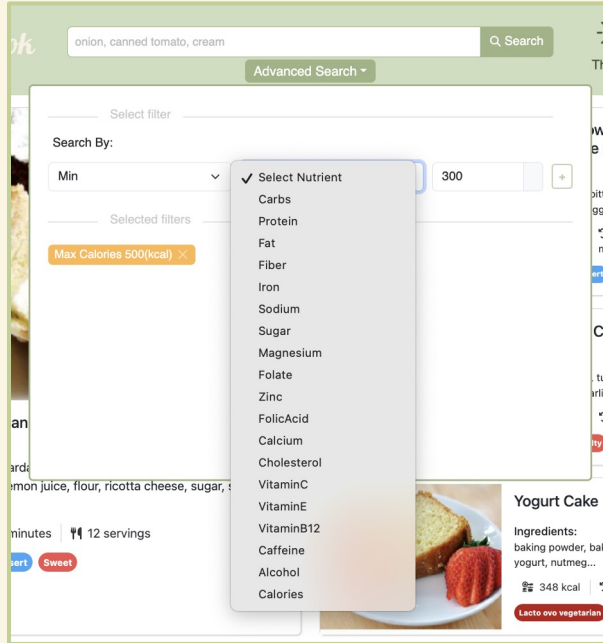 ok
onion, canned tomato, cream
Search
Advanced Search
Select filter
Search By:
Min
✓ Select Nutrient
300
+
Carbs
Protein
Fat
Fiber
Iron
Sodium
Sugar
Magnesium
Folate
Zinc
FolicAcid
Calcium
Cholesterol
VitaminC
VitaminE
VitaminB12
Caffeine
Alcohol
Calories
Selected filters
Max Calories 500(kcal) ×
emon juice, flour, ricotta cheese, sugar,
minutes
12 servings
Sweet
Yogurt Cake
Ingredients:
yogurt, nutmeg...
baking powder,
348 kcal
Lacto ovo vegetarian